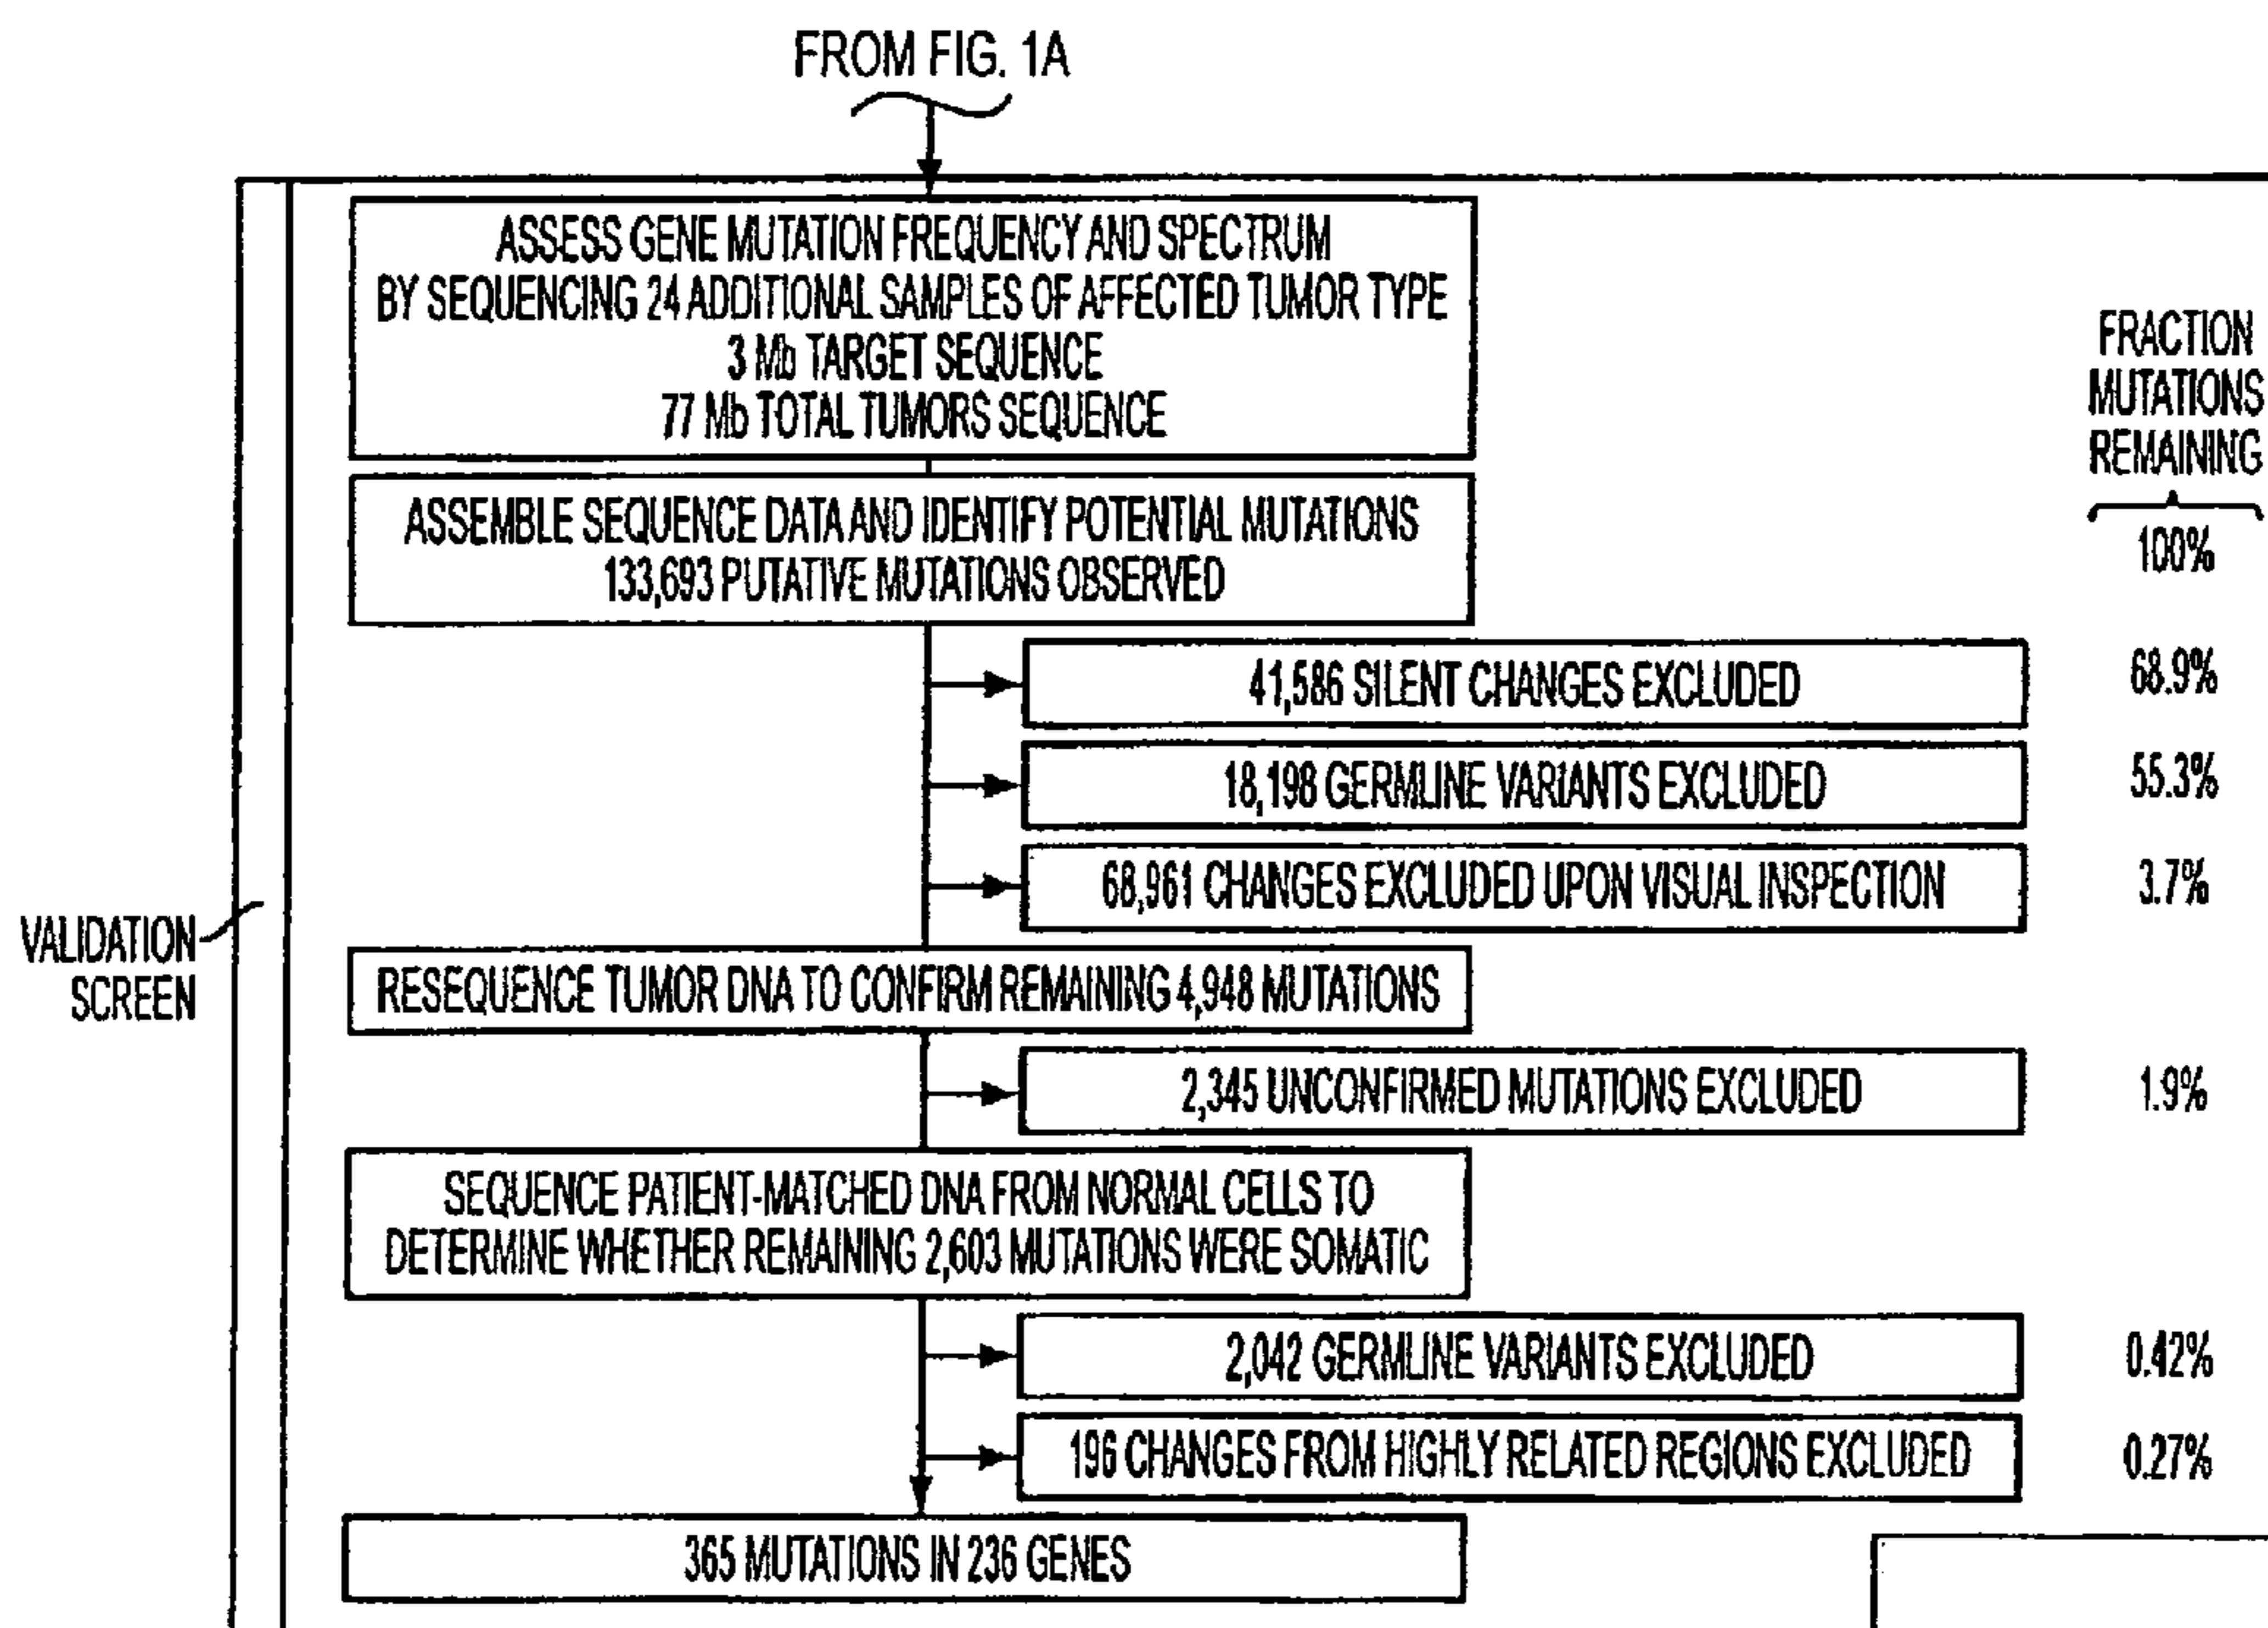 FROM FIG. 1A
ASSESS GENE MUTATION FREQUENCY AND SPECTRUM
BY SEQUENCING 24 ADDITIONAL SAMPLES OF AFFECTED TUMOR TYPE
3 Mb TARGET SEQUENCE
77 Mb TOTAL TUMORS SEQUENCE
FRACTION
MUTATIONS
REMAINING
ASSEMBLE SEQUENCE DATA AND IDENTIFY POTENTIAL MUTATIONS
133,693 PUTATIVE MUTATIONS OBSERVED
100%
41,586 SILENT CHANGES EXCLUDED
68.9%
18,198 GERMLINE VARIANTS EXCLUDED
55.3%
68,961 CHANGES EXCLUDED UPON VISUAL INSPECTION
3.7%
VALIDATION
SCREEN
RESEQUENCE TUMOR DNA TO CONFIRM REMAINING 4,948 MUTATIONS
2,345 UNCONFIRMED MUTATIONS EXCLUDED
1.9%
SEQUENCE PATIENT-MATCHED DNA FROM NORMAL CELLS TO
DETERMINE WHETHER REMAINING 2,603 MUTATIONS WERE SOMATIC
2,042 GERMLINE VARIANTS EXCLUDED
0.42%
196 CHANGES FROM HIGHLY RELATED REGIONS EXCLUDED
0.27%
365 MUTATIONS IN 236 GENES